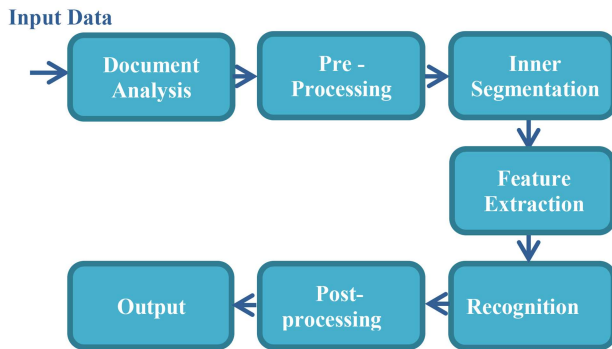 Input Data
Document
Analysis
Pre -
Processing
Inner
Segmentation
Feature
Extraction
Recognition
Post-
processing
Output